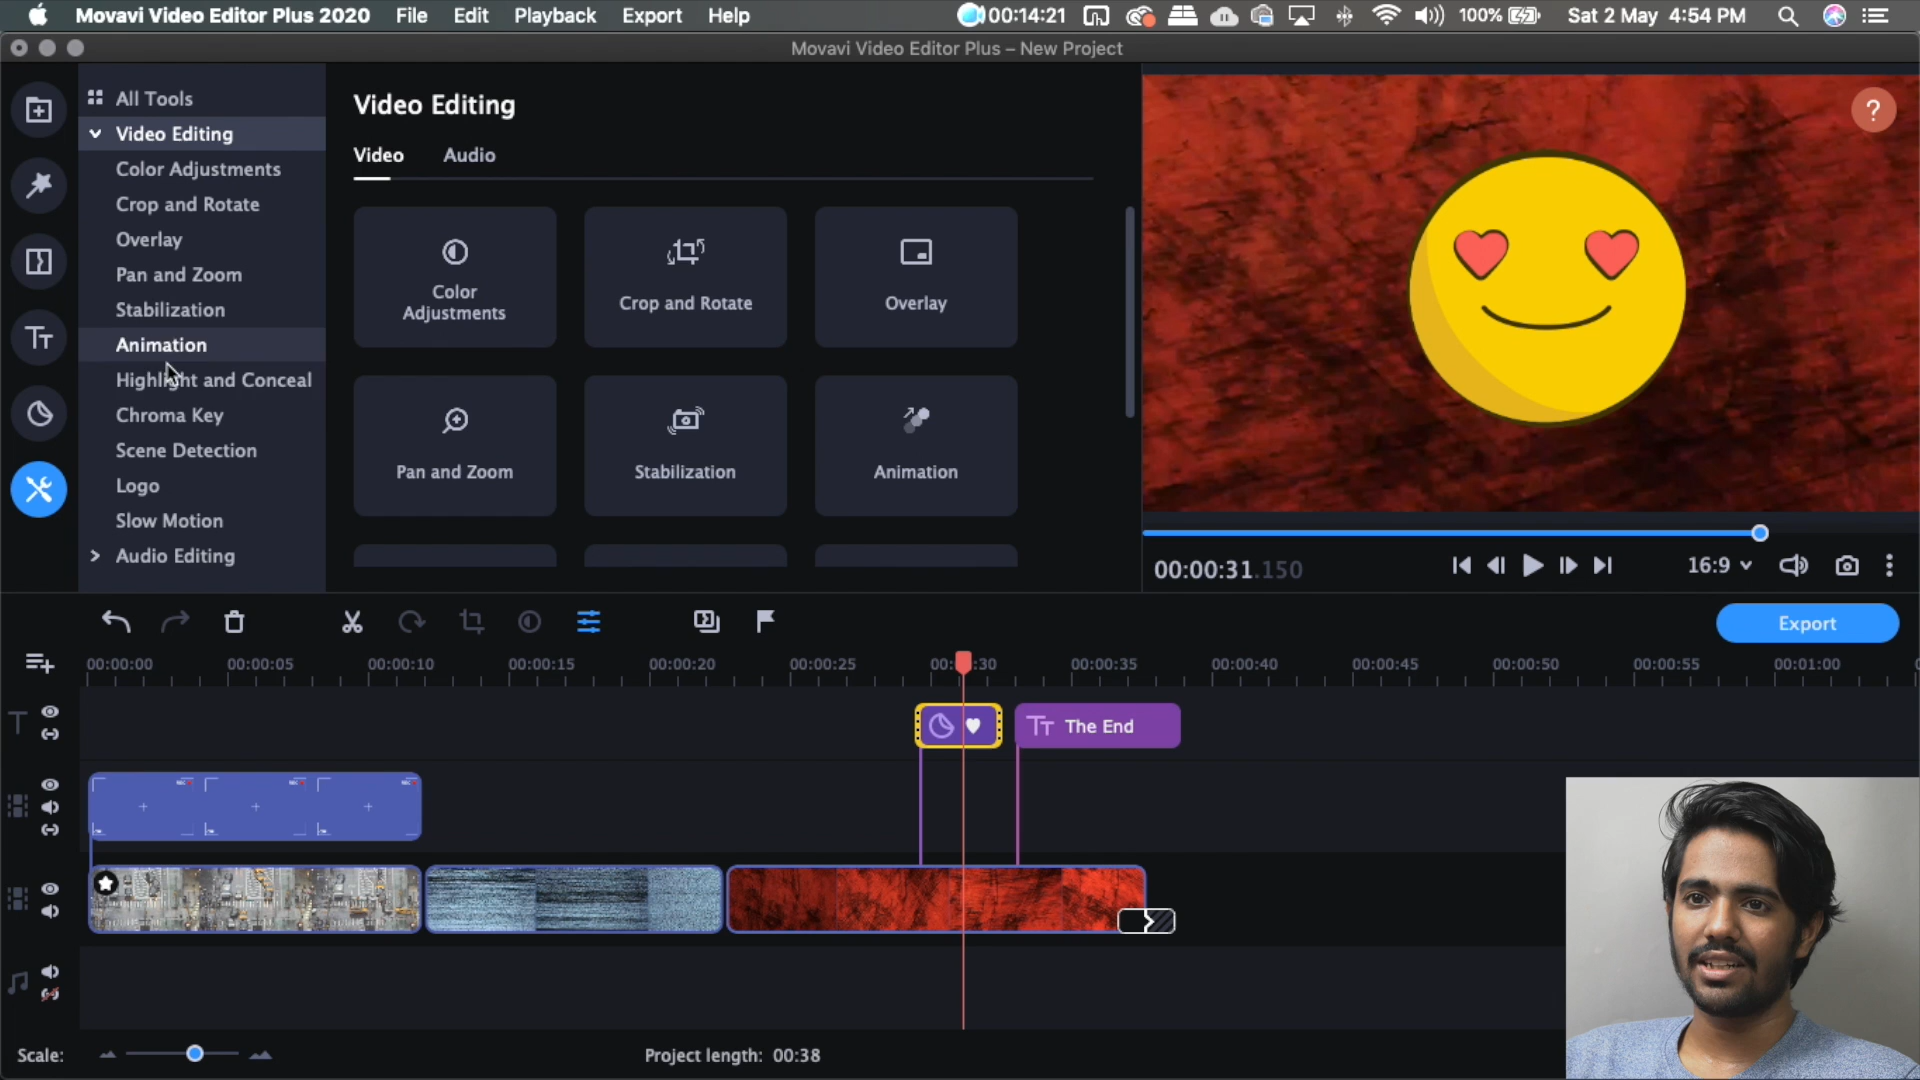 Movavi Video Editor Plus 2020 File Edit Playback Export Help 00:14:21 100% Sat 2 May 4:54 PM
Movavi Video Editor Plus – New Project
All Tools
Video Editing
Color Adjustments
Crop and Rotate
Overlay
Pan and Zoom
Stabilization
Animation
Highlight and Conceal
Chroma Key
Scene Detection
Logo
Slow Motion
Audio Editing
Video Editing
Video Audio
Color
Adjustments
Crop and Rotate
Overlay
Pan and Zoom
Stabilization
Animation
?
00:00:31.150
16:9
Export
00:00:00 00:00:05 00:00:10 00:00:15 00:00:20 00:00:25 00:00:30 00:00:35 00:00:40 00:00:45 00:00:50 00:00:55 00:01:00
The End
Scale:
Project length: 00:38